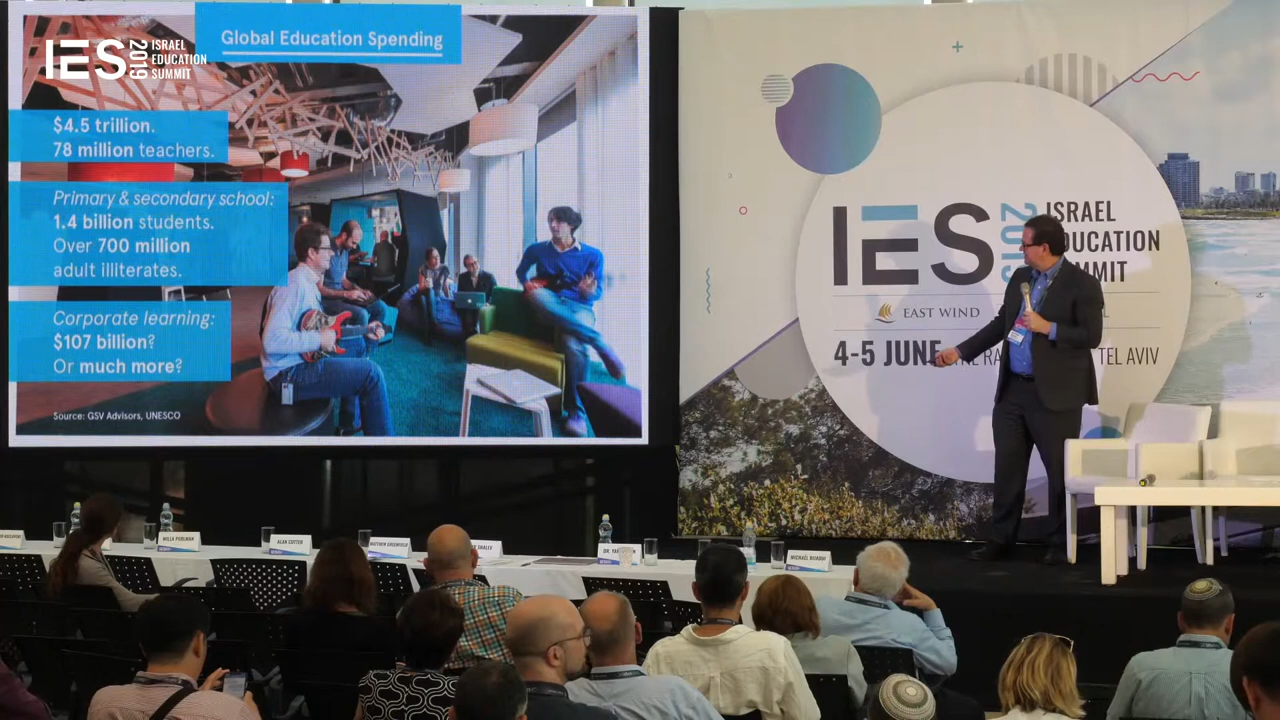 Global Education Spending
IES 2019 ISRAEL
EDUCATION
SUMMIT
$4.5 trillion.
78 million teachers.
Primary & secondary school:
1.4 billion students.
Over 700 million
adult illiterates.
Corporate learning:
$107 billion?
Or much more?
Source: GSV Advisors, UNESCO
IES 2019 ISRAEL
EDUCATION
SUMMIT
EAST WIND
4-5 JUNE
TEL AVIV
ALAN COTTER
DR.